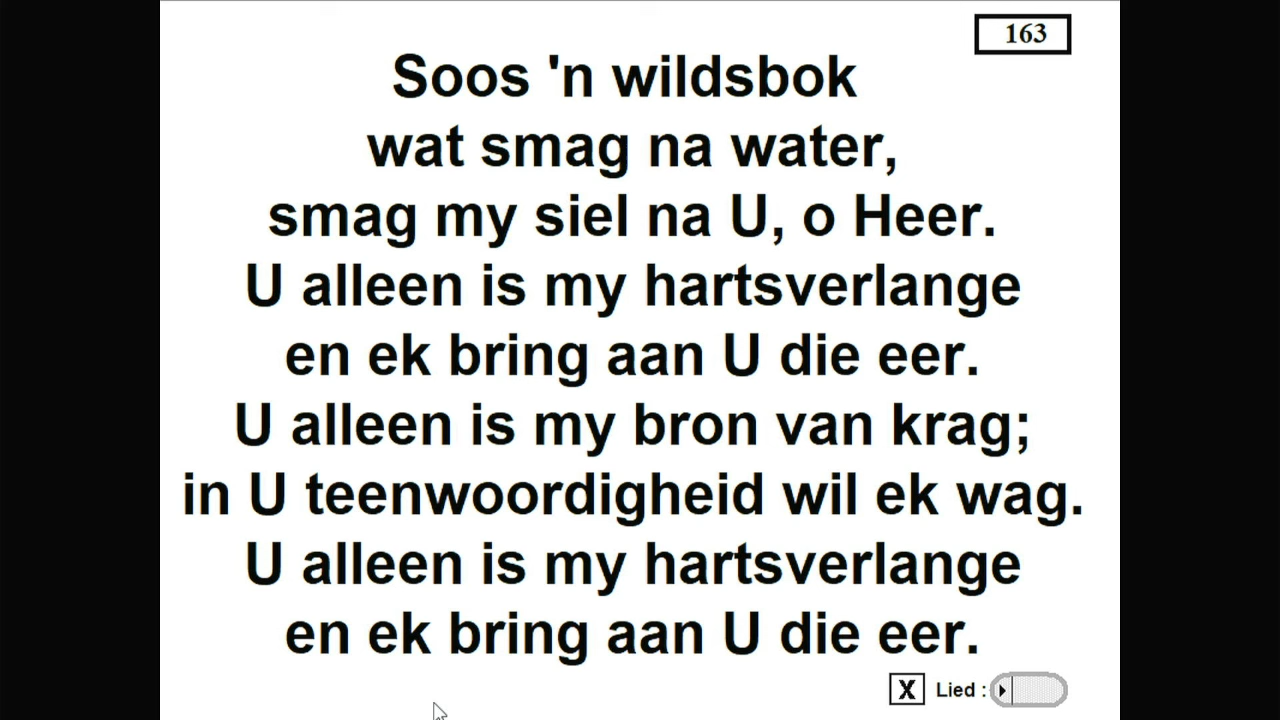 163
Soos 'n wildsbok
wat smag na water,
smag my siel na U, o Heer.
U alleen is my hartsverlange
en ek bring aan U die eer.
U alleen is my bron van krag;
in U teenwoordigheid wil ek wag.
U alleen is my hartsverlange
en ek bring aan U die eer.
X Lied :